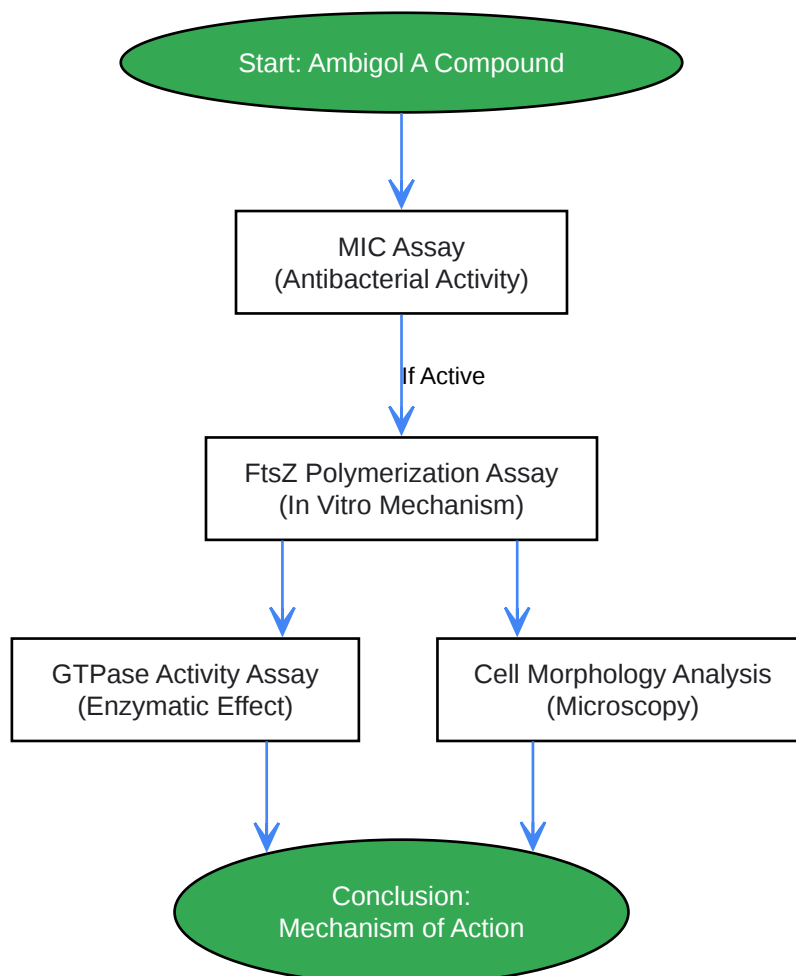 Start: Ambigol A Compound
MIC Assay
(Antibacterial Activity)
If Active
FtsZ Polymerization Assay
(In Vitro Mechanism)
GTPase Activity Assay
(Enzymatic Effect)
Cell Morphology Analysis
(Microscopy)
Conclusion:
Mechanism of Action